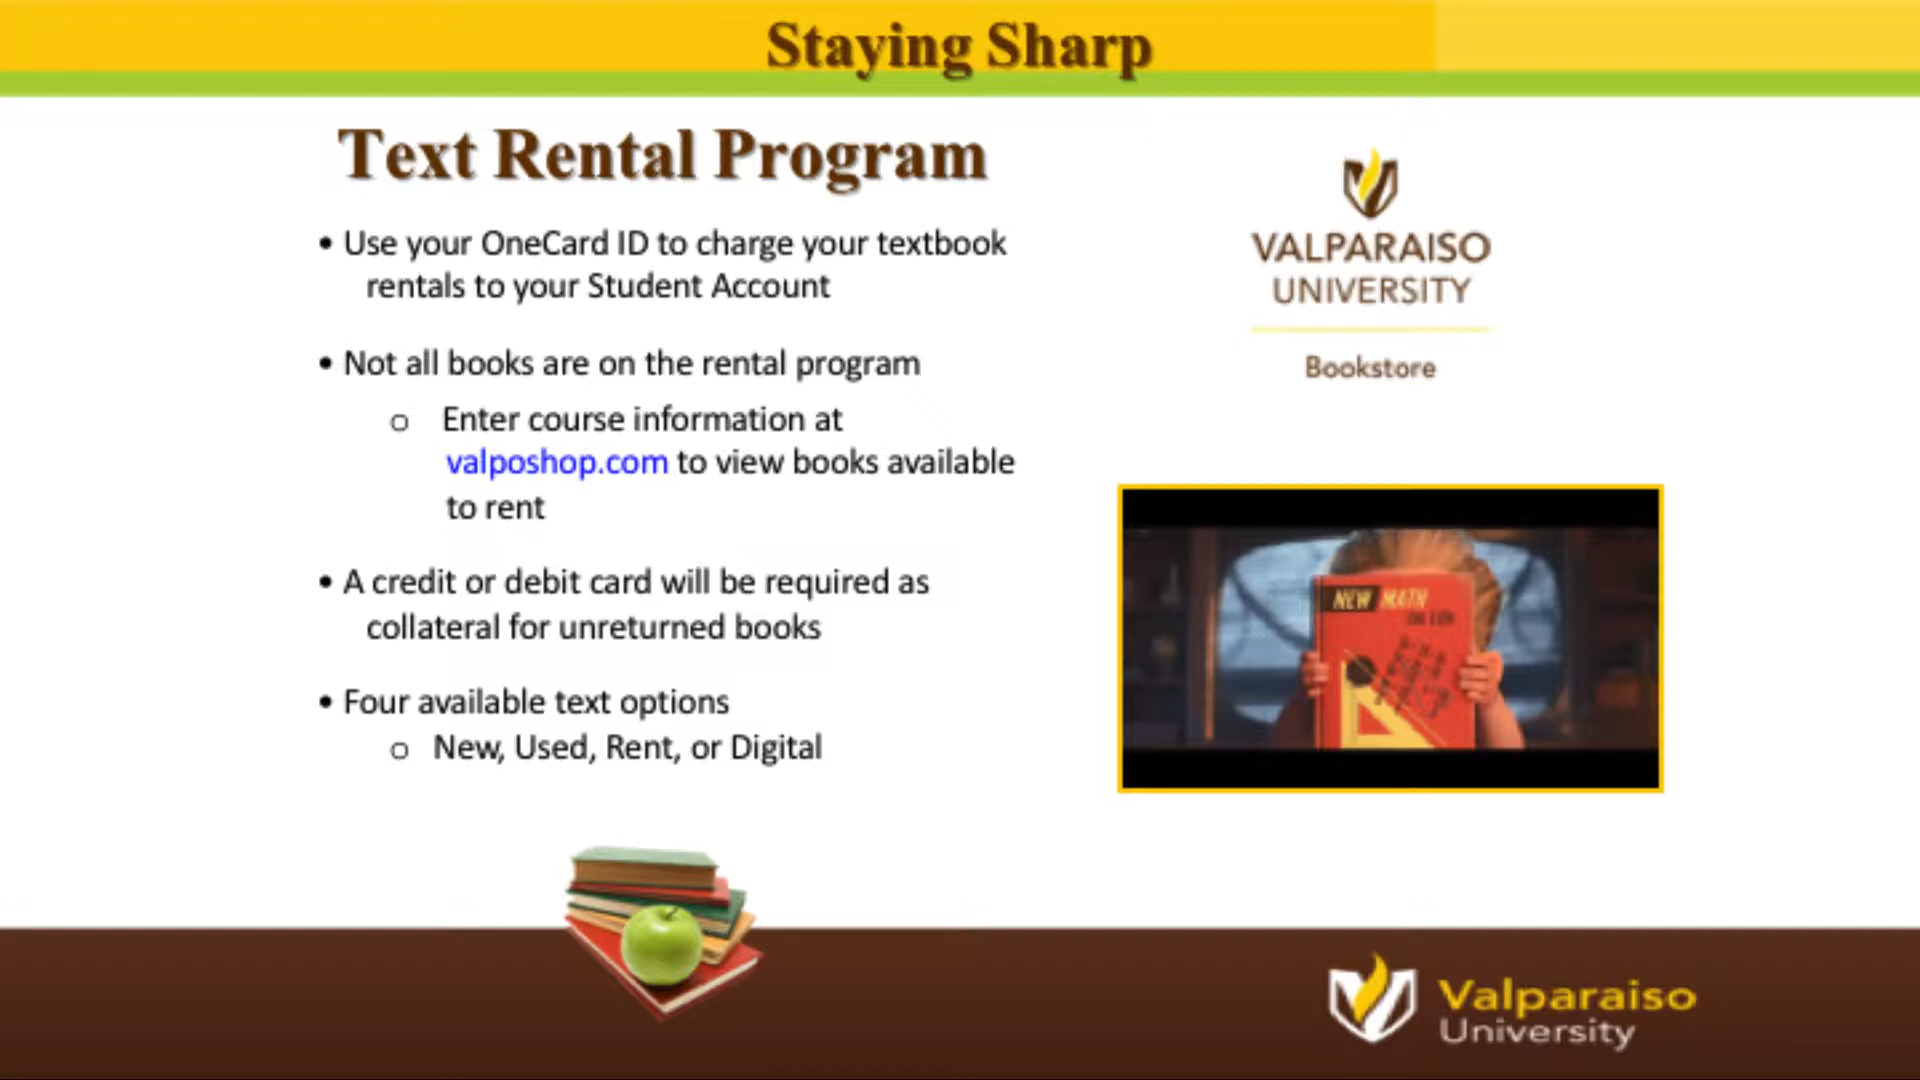 Staying Sharp
Text Rental Program
• Use your OneCard ID to charge your textbook
rentals to your Student Account
• Not all books are on the rental program
o Enter course information at
valposhop.com to view books available
to rent
• A credit or debit card will be required as
collateral for unreturned books
• Four available text options
o New, Used, Rent, or Digital
VALPARAISO
UNIVERSITY
Bookstore
NEW MATH
Valparaiso
University